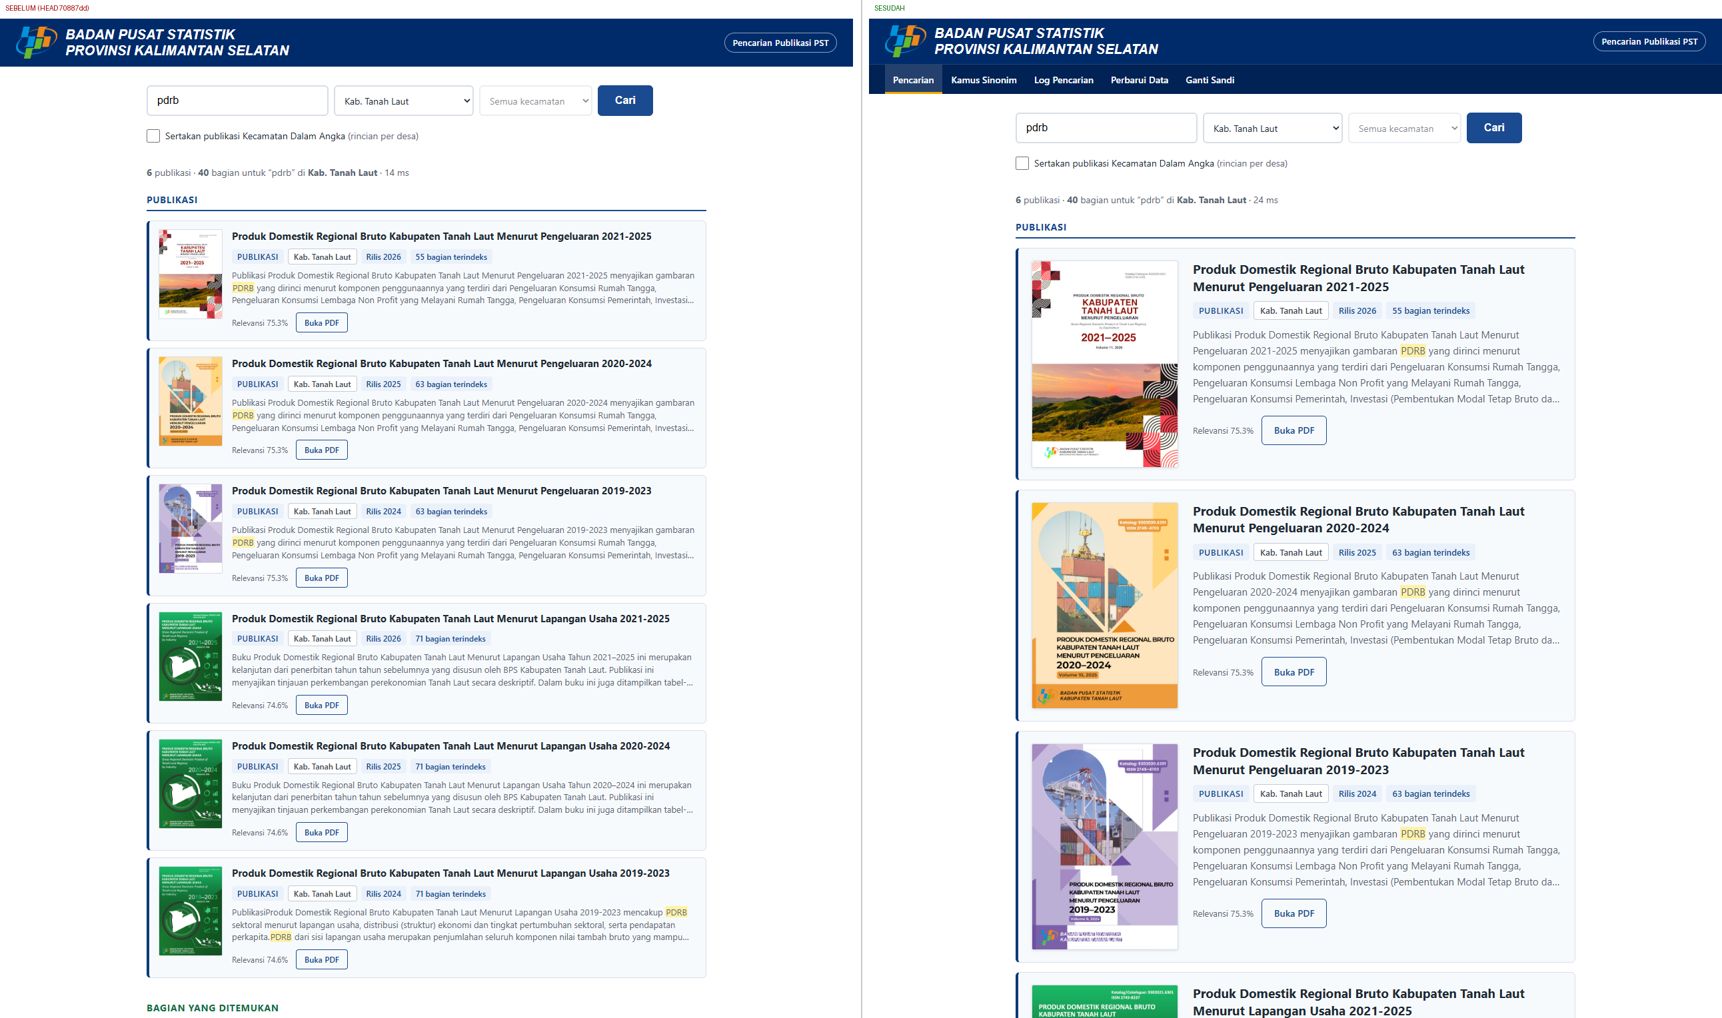 SEBELUM (HEAD 70887dd)
BADAN PUSAT STATISTIK
PROVINSI KALIMANTAN SELATAN
Pencarian Publikasi PST
pdrb
Kab. Tanah Laut
Semua kecamatan
Cari
Sertakan publikasi Kecamatan Dalam Angka (rincian per desa)
6 publikasi · 40 bagian untuk "pdrb" di Kab. Tanah Laut · 14 ms
PUBLIKASI
Produk Domestik Regional Bruto Kabupaten Tanah Laut Menurut Pengeluaran 2021-2025
PUBLIKASI Kab. Tanah Laut Rilis 2026 55 bagian terindeks
Publikasi Produk Domestik Regional Bruto Kabupaten Tanah Laut Menurut Pengeluaran 2021-2025 menyajikan gambaran
PDRB yang dirinci menurut komponen penggunaannya yang terdiri dari Pengeluaran Konsumsi Rumah Tangga,
Pengeluaran Konsumsi Lembaga Non Profit yang Melayani Rumah Tangga, Pengeluaran Konsumsi Pemerintah, Investasi...
Relevansi 75.3% Buka PDF
Produk Domestik Regional Bruto Kabupaten Tanah Laut Menurut Pengeluaran 2020-2024
PUBLIKASI Kab. Tanah Laut Rilis 2025 63 bagian terindeks
Publikasi Produk Domestik Regional Bruto Kabupaten Tanah Laut Menurut Pengeluaran 2020-2024 menyajikan gambaran
PDRB yang dirinci menurut komponen penggunaannya yang terdiri dari Pengeluaran Konsumsi Rumah Tangga,
Pengeluaran Konsumsi Lembaga Non Profit yang Melayani Rumah Tangga, Pengeluaran Konsumsi Pemerintah, Investasi...
Relevansi 75.3% Buka PDF
Produk Domestik Regional Bruto Kabupaten Tanah Laut Menurut Pengeluaran 2019-2023
PUBLIKASI Kab. Tanah Laut Rilis 2024 63 bagian terindeks
Publikasi Produk Domestik Regional Bruto Kabupaten Tanah Laut Menurut Pengeluaran 2019-2023 menyajikan gambaran
PDRB yang dirinci menurut komponen penggunaannya yang terdiri dari Pengeluaran Konsumsi Rumah Tangga,
Pengeluaran Konsumsi Lembaga Non Profit yang Melayani Rumah Tangga, Pengeluaran Konsumsi Pemerintah, Investasi...
Relevansi 75.3% Buka PDF
Produk Domestik Regional Bruto Kabupaten Tanah Laut Menurut Lapangan Usaha 2021-2025
PUBLIKASI Kab. Tanah Laut Rilis 2026 71 bagian terindeks
Buku Produk Domestik Regional Bruto Kabupaten Tanah Laut Menurut Lapangan Usaha Tahun 2021–2025 ini merupakan
kelanjutan dari penerbitan tahun tahun sebelumnya yang disusun oleh BPS Kabupaten Tanah Laut. Publikasi ini
menyajikan tinjauan perkembangan perekonomian Tanah Laut secara deskriptif. Dalam buku ini juga ditampilkan tabel-...
Relevansi 74.6% Buka PDF
Produk Domestik Regional Bruto Kabupaten Tanah Laut Menurut Lapangan Usaha 2020-2024
PUBLIKASI Kab. Tanah Laut Rilis 2025 71 bagian terindeks
Buku Produk Domestik Regional Bruto Kabupaten Tanah Laut Menurut Lapangan Usaha Tahun 2020–2024 ini merupakan
kelanjutan dari penerbitan tahun tahun sebelumnya yang disusun oleh BPS Kabupaten Tanah Laut. Publikasi ini
menyajikan tinjauan perkembangan perekonomian Tanah Laut secara deskriptif. Dalam buku ini juga ditampilkan tabel-...
Relevansi 74.6% Buka PDF
Produk Domestik Regional Bruto Kabupaten Tanah Laut Menurut Lapangan Usaha 2019-2023
PUBLIKASI Kab. Tanah Laut Rilis 2024 71 bagian terindeks
PublikasiProduk Domestik Regional Bruto Kabupaten Tanah Laut Menurut Lapangan Usaha 2019-2023 mencakup PDRB
sektoral menurut lapangan usaha, distribusi (struktur) ekonomi dan tingkat pertumbuhan sektoral, serta pendapatan
perkapita.PDRB dari sisi lapangan usaha merupakan penjumlahan seluruh komponen nilai tambah bruto yang mampu...
Relevansi 74.6% Buka PDF
BAGIAN YANG DITEMUKAN
SESUDAH
BADAN PUSAT STATISTIK
PROVINSI KALIMANTAN SELATAN
Pencarian Publikasi PST
Pencarian Kamus Sinonim Log Pencarian Perbarui Data Ganti Sandi
pdrb
Kab. Tanah Laut
Semua kecamatan
Cari
Sertakan publikasi Kecamatan Dalam Angka (rincian per desa)
6 publikasi · 40 bagian untuk "pdrb" di Kab. Tanah Laut · 24 ms
PUBLIKASI
PRODUK DOMESTIK REGIONAL BRUTO
KABUPATEN
TANAH LAUT
MENURUT PENGELUARAN
2021–2025
Volume 11, 2026
Produk Domestik Regional Bruto Kabupaten Tanah Laut
Menurut Pengeluaran 2021-2025
PUBLIKASI Kab. Tanah Laut Rilis 2026 55 bagian terindeks
Publikasi Produk Domestik Regional Bruto Kabupaten Tanah Laut Menurut
Pengeluaran 2021-2025 menyajikan gambaran PDRB yang dirinci menurut
komponen penggunaannya yang terdiri dari Pengeluaran Konsumsi Rumah Tangga,
Pengeluaran Konsumsi Lembaga Non Profit yang Melayani Rumah Tangga,
Pengeluaran Konsumsi Pemerintah, Investasi (Pembentukan Modal Tetap Bruto da...
Relevansi 75.3% Buka PDF
PRODUK DOMESTIK REGIONAL BRUTO
KABUPATEN TANAH LAUT
MENURUT PENGELUARAN
2020–2024
BADAN PUSAT STATISTIK
KABUPATEN TANAH LAUT
Produk Domestik Regional Bruto Kabupaten Tanah Laut
Menurut Pengeluaran 2020-2024
PUBLIKASI Kab. Tanah Laut Rilis 2025 63 bagian terindeks
Publikasi Produk Domestik Regional Bruto Kabupaten Tanah Laut Menurut
Pengeluaran 2020-2024 menyajikan gambaran PDRB yang dirinci menurut
komponen penggunaannya yang terdiri dari Pengeluaran Konsumsi Rumah Tangga,
Pengeluaran Konsumsi Lembaga Non Profit yang Melayani Rumah Tangga,
Pengeluaran Konsumsi Pemerintah, Investasi (Pembentukan Modal Tetap Bruto da...
Relevansi 75.3% Buka PDF
PRODUK DOMESTIK REGIONAL BRUTO
KABUPATEN TANAH LAUT
MENURUT PENGELUARAN
2019–2023
Produk Domestik Regional Bruto Kabupaten Tanah Laut
Menurut Pengeluaran 2019-2023
PUBLIKASI Kab. Tanah Laut Rilis 2024 63 bagian terindeks
Publikasi Produk Domestik Regional Bruto Kabupaten Tanah Laut Menurut
Pengeluaran 2019-2023 menyajikan gambaran PDRB yang dirinci menurut
komponen penggunaannya yang terdiri dari Pengeluaran Konsumsi Rumah Tangga,
Pengeluaran Konsumsi Lembaga Non Profit yang Melayani Rumah Tangga,
Pengeluaran Konsumsi Pemerintah, Investasi (Pembentukan Modal Tetap Bruto da...
Relevansi 75.3% Buka PDF
PRODUK DOMESTIK REGIONAL BRUTO
Produk Domestik Regional Bruto Kabupaten Tanah Laut
Menurut Lapangan Usaha 2021-2025